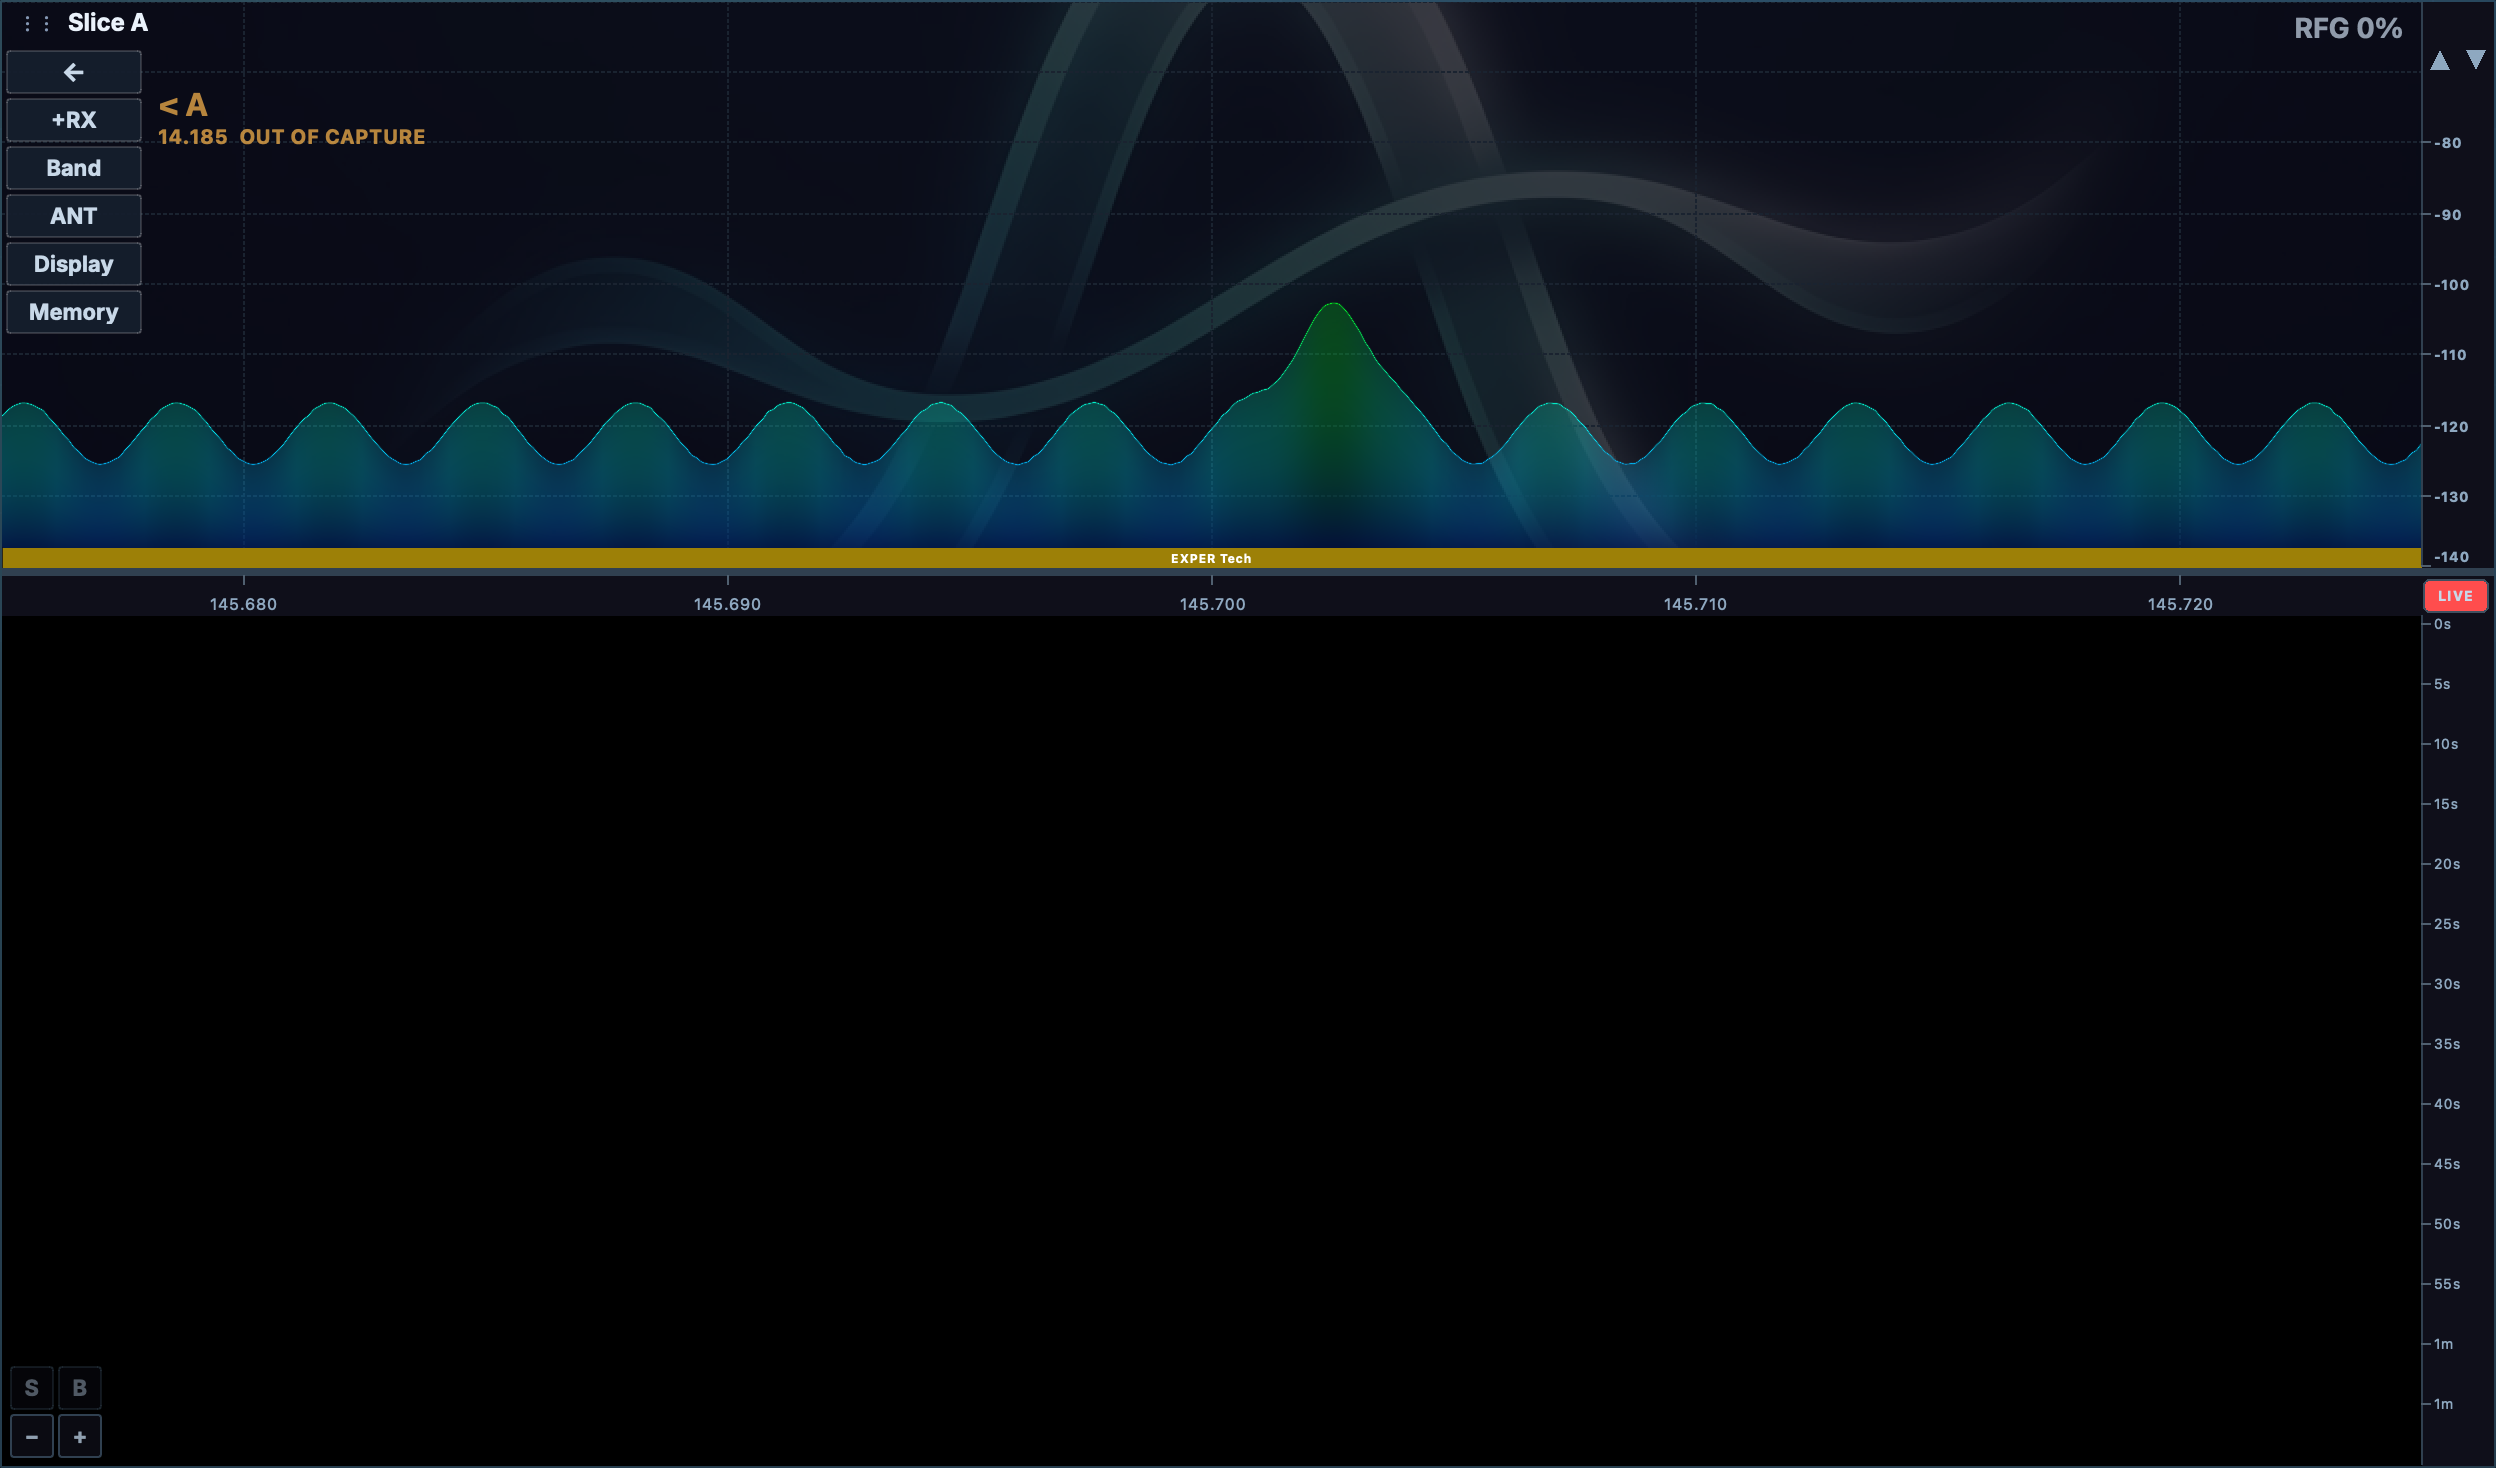 Slice A
RFG 0%
▲ ▼
←
+RX
< A
14.185 OUT OF CAPTURE
Band
ANT
Display
Memory
-80
-90
-100
-110
-120
-130
-140
EXPER Tech
145.680 145.690 145.700 145.710 145.720
LIVE
0s
5s
10s
15s
20s
25s
30s
35s
40s
45s
50s
55s
1m
1m
S B
− +